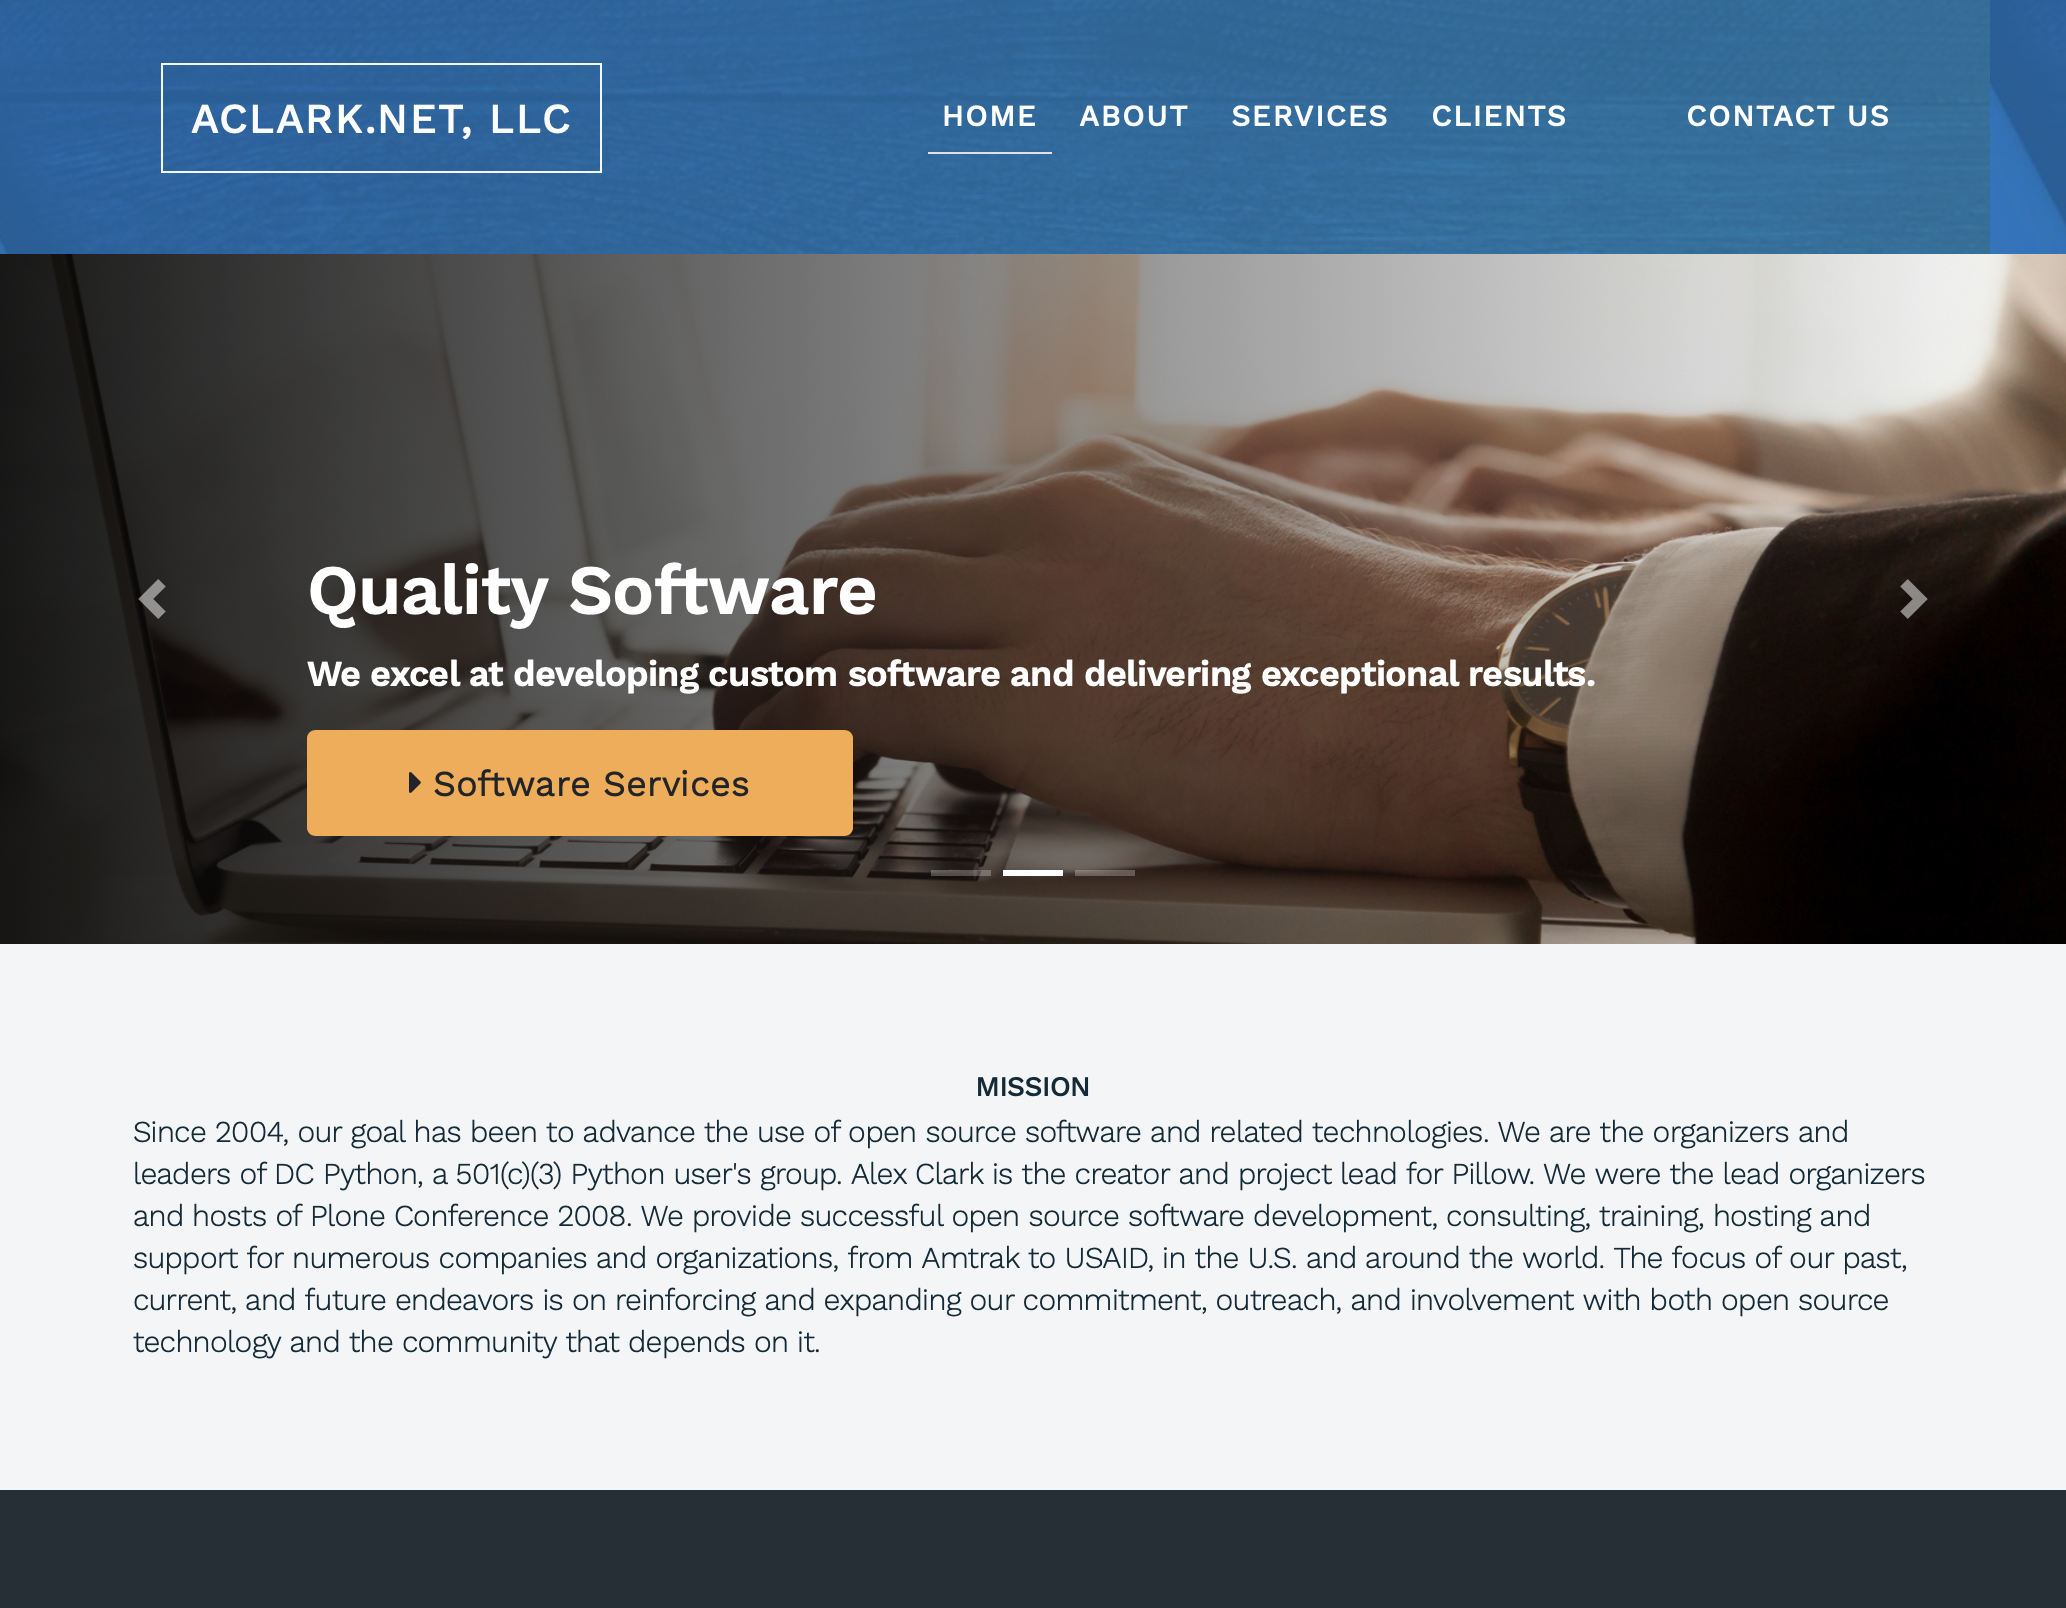 ACLARK.NET, LLC
HOME ABOUT SERVICES CLIENTS CONTACT US
Quality Software
We excel at developing custom software and delivering exceptional results.
Software Services
MISSION
Since 2004, our goal has been to advance the use of open source software and related technologies. We are the organizers and
leaders of DC Python, a 501(c)(3) Python user's group. Alex Clark is the creator and project lead for Pillow. We were the lead organizers
and hosts of Plone Conference 2008. We provide successful open source software development, consulting, training, hosting and
support for numerous companies and organizations, from Amtrak to USAID, in the U.S. and around the world. The focus of our past,
current, and future endeavors is on reinforcing and expanding our commitment, outreach, and involvement with both open source
technology and the community that depends on it.